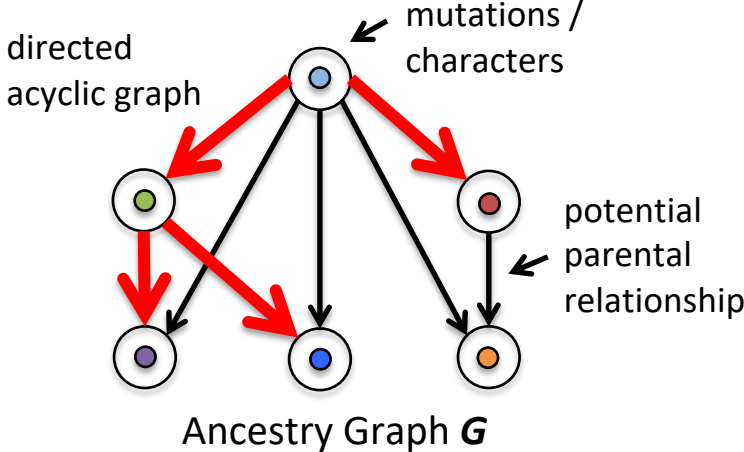 mutations /
characters
directed
acyclic graph
potential
parental
relationship
Ancestry Graph G